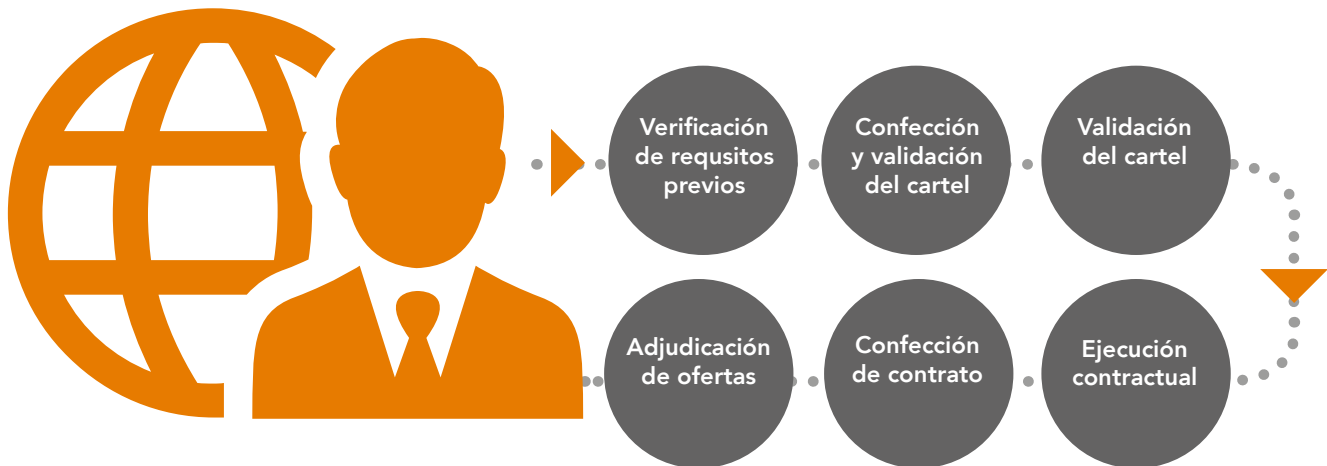 Verificación
de requsitos
previos
Confección
y validación
del cartel
Validación
del cartel
Adjudicación
de ofertas
Confección
de contrato
Ejecución
contractual